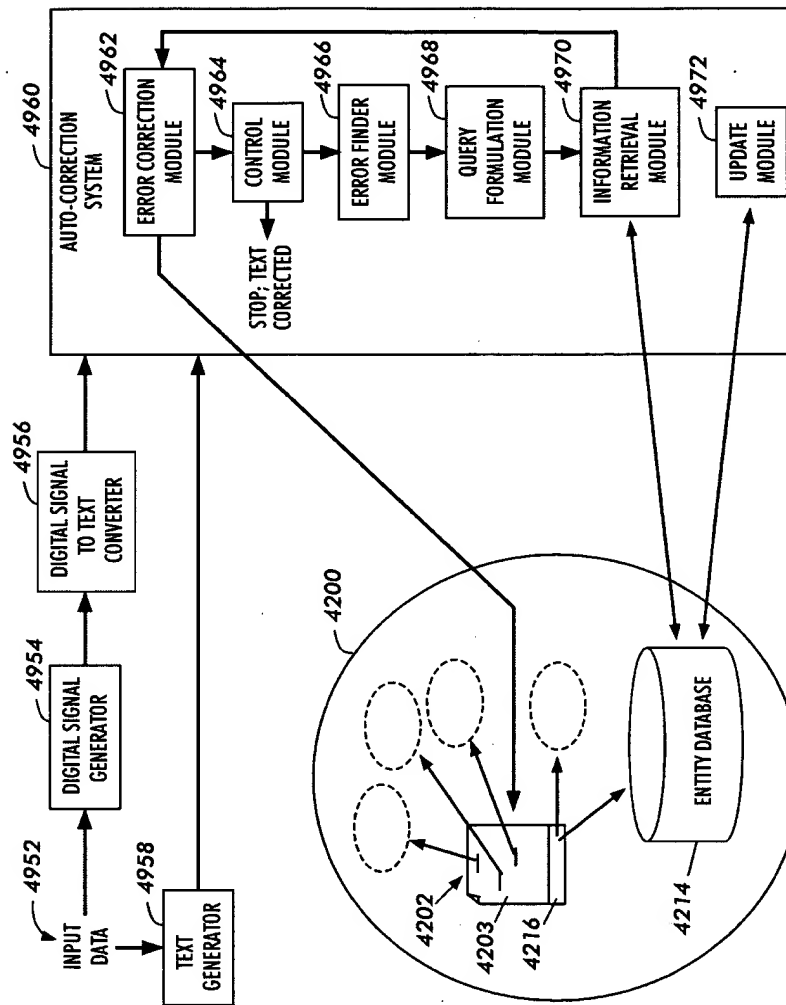 4952
INPUT
DATA
4954
DIGITAL SIGNAL
GENERATOR
4956
DIGITAL SIGNAL
TO TEXT
CONVERTER
4958
TEXT
GENERATOR
4960
AUTO-CORRECTION
SYSTEM
4962
ERROR CORRECTION
MODULE
4964
CONTROL
MODULE
STOP; TEXT
CORRECTED
4966
ERROR FINDER
MODULE
4968
QUERY
FORMULATION
MODULE
4970
INFORMATION
RETRIEVAL
MODULE
4972
UPDATE
MODULE
4200
4202
4203
4216
ENTITY DATABASE
4214